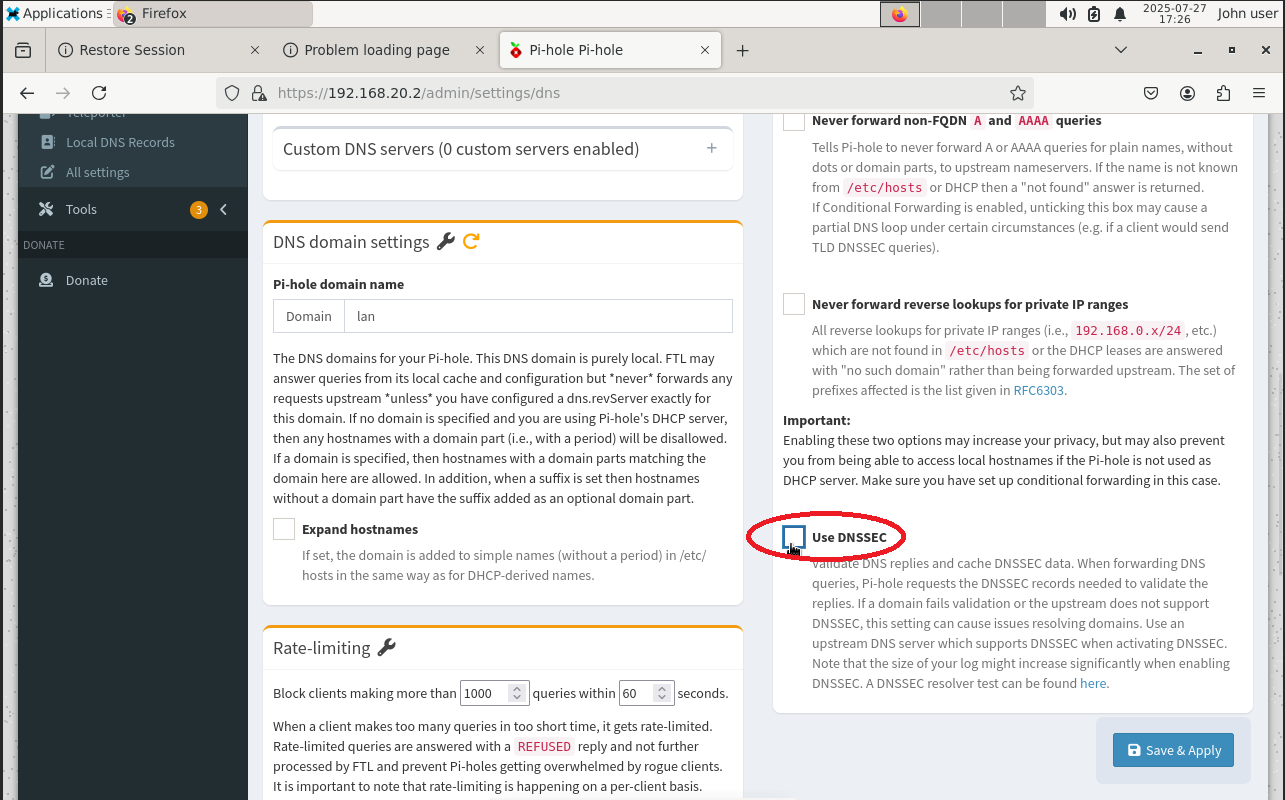 Applications
Firefox
2
2025-07-27
17:26
John user
Restore Session
Problem loading page
Pi-hole Pi-hole
https://192.168.20.2/admin/settings/dns
Teleporter
Local DNS Records
All settings
Tools
3
DONATE
Donate
Custom DNS servers (0 custom servers enabled)
DNS domain settings
Pi-hole domain name
Domain
lan
The DNS domains for your Pi-hole. This DNS domain is purely local. FTL may
answer queries from its local cache and configuration but *never* forwards any
requests upstream *unless* you have configured a dns.revServer exactly for
this domain. If no domain is specified and you are using Pi-hole's DHCP server,
then any hostnames with a domain part (i.e., with a period) will be disallowed.
If a domain is specified, then hostnames with a domain parts matching the
domain here are allowed. In addition, when a suffix is set then hostnames
without a domain part have the suffix added as an optional domain part.
Expand hostnames
If set, the domain is added to simple names (without a period) in /etc/
hosts in the same way as for DHCP-derived names.
Rate-limiting
Block clients making more than 1000 queries within 60 seconds.
When a client makes too many queries in too short time, it gets rate-limited.
Rate-limited queries are answered with a REFUSED reply and not further
processed by FTL and prevent Pi-holes getting overwhelmed by rogue clients.
It is important to note that rate-limiting is happening on a per-client basis.
Never forward non-FQDN A and AAAA queries
Tells Pi-hole to never forward A or AAAA queries for plain names, without
dots or domain parts, to upstream nameservers. If the name is not known
from /etc/hosts or DHCP then a "not found" answer is returned.
If Conditional Forwarding is enabled, unticking this box may cause a
partial DNS loop under certain circumstances (e.g. if a client would send
TLD DNSSEC queries).
Never forward reverse lookups for private IP ranges
All reverse lookups for private IP ranges (i.e., 192.168.0.x/24 , etc.)
which are not found in /etc/hosts or the DHCP leases are answered
with "no such domain" rather than being forwarded upstream. The set of
prefixes affected is the list given in RFC6303.
Important:
Enabling these two options may increase your privacy, but may also prevent
you from being able to access local hostnames if the Pi-hole is not used as
DHCP server. Make sure you have set up conditional forwarding in this case.
Use DNSSEC
Validate DNS replies and cache DNSSEC data. When forwarding DNS
queries, Pi-hole requests the DNSSEC records needed to validate the
replies. If a domain fails validation or the upstream does not support
DNSSEC, this setting can cause issues resolving domains. Use an
upstream DNS server which supports DNSSEC when activating DNSSEC.
Note that the size of your log might increase significantly when enabling
DNSSEC. A DNSSEC resolver test can be found here.
Save & Apply